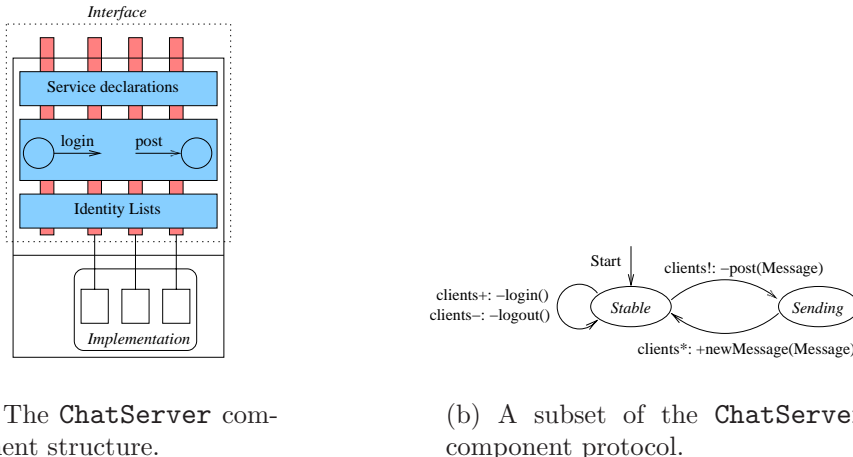 Interface
Service declarations
login
post
Identity Lists
Implementation
The ChatServer com-
ent structure.
Start
clients!: −post(Message)
clients+: −login()
clients−: −logout()
Stable
Sending
clients*: +newMessage(Message)
(b) A subset of the ChatServer
component protocol.